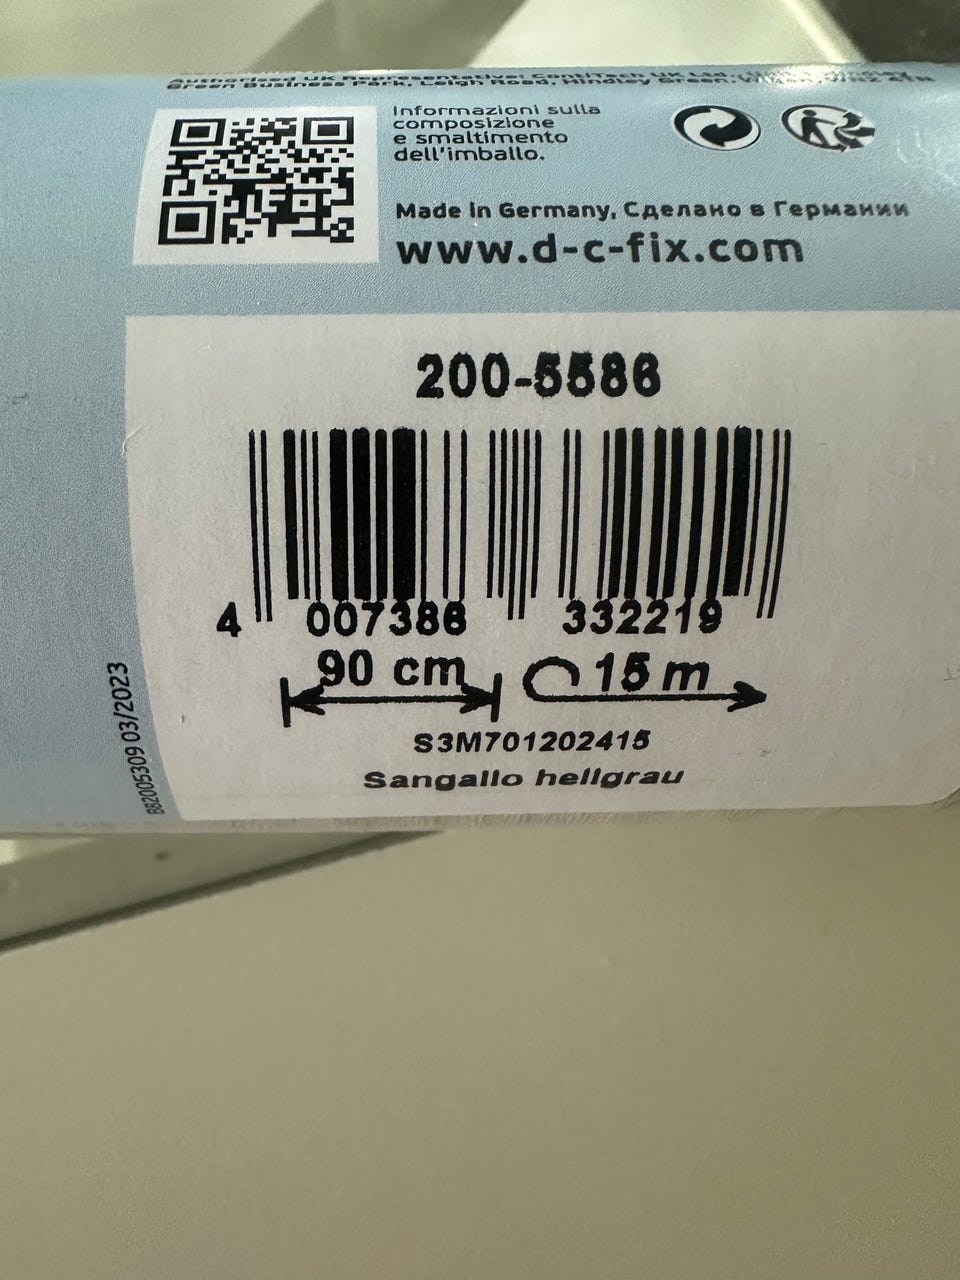 Authorised UK Representative: ContiTech UK Ltd.,
Green Business Park, Leigh Road, Hindley Green,
Informazioni sulla
composizione
e smaltimento
dell'imballo.
Made in Germany, Сделано в Германии
www.d-c-fix.com
200-5586
4 007386 332219
90 cm 15 m
S3M701202415
Sangallo hellgrau
B82005309 03/2023